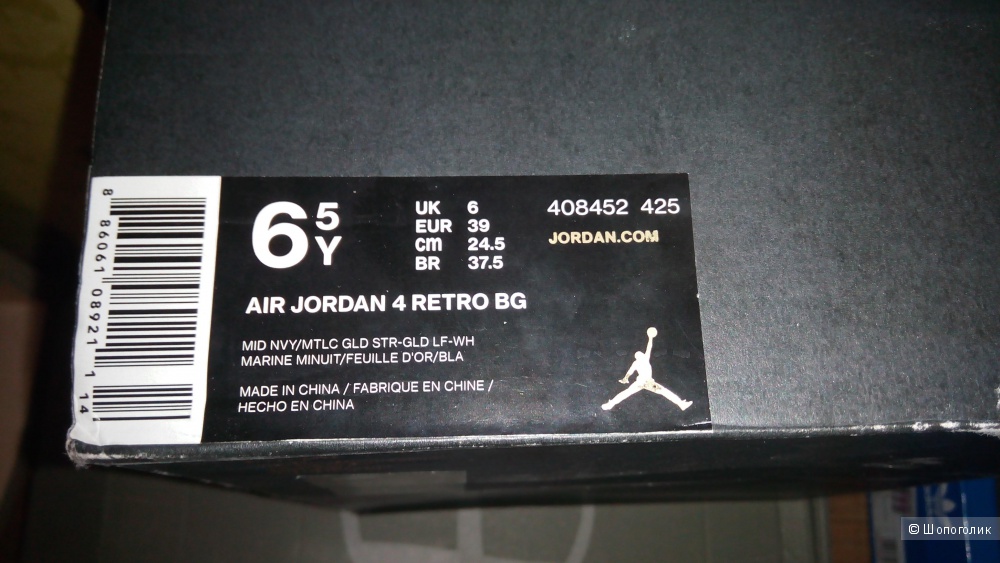 6 5 Y
UK 6
EUR 39
cm 24.5
BR 37.5
408452 425
JORDAN.COM
AIR JORDAN 4 RETRO BG
MID NVY/MTLC GLD STR-GLD LF-WH
MARINE MINUIT/FEUILLE D'OR/BLA
MADE IN CHINA / FABRIQUE EN CHINE /
HECHO EN CHINA
8 86061 08921 1 14
© Шопоголик